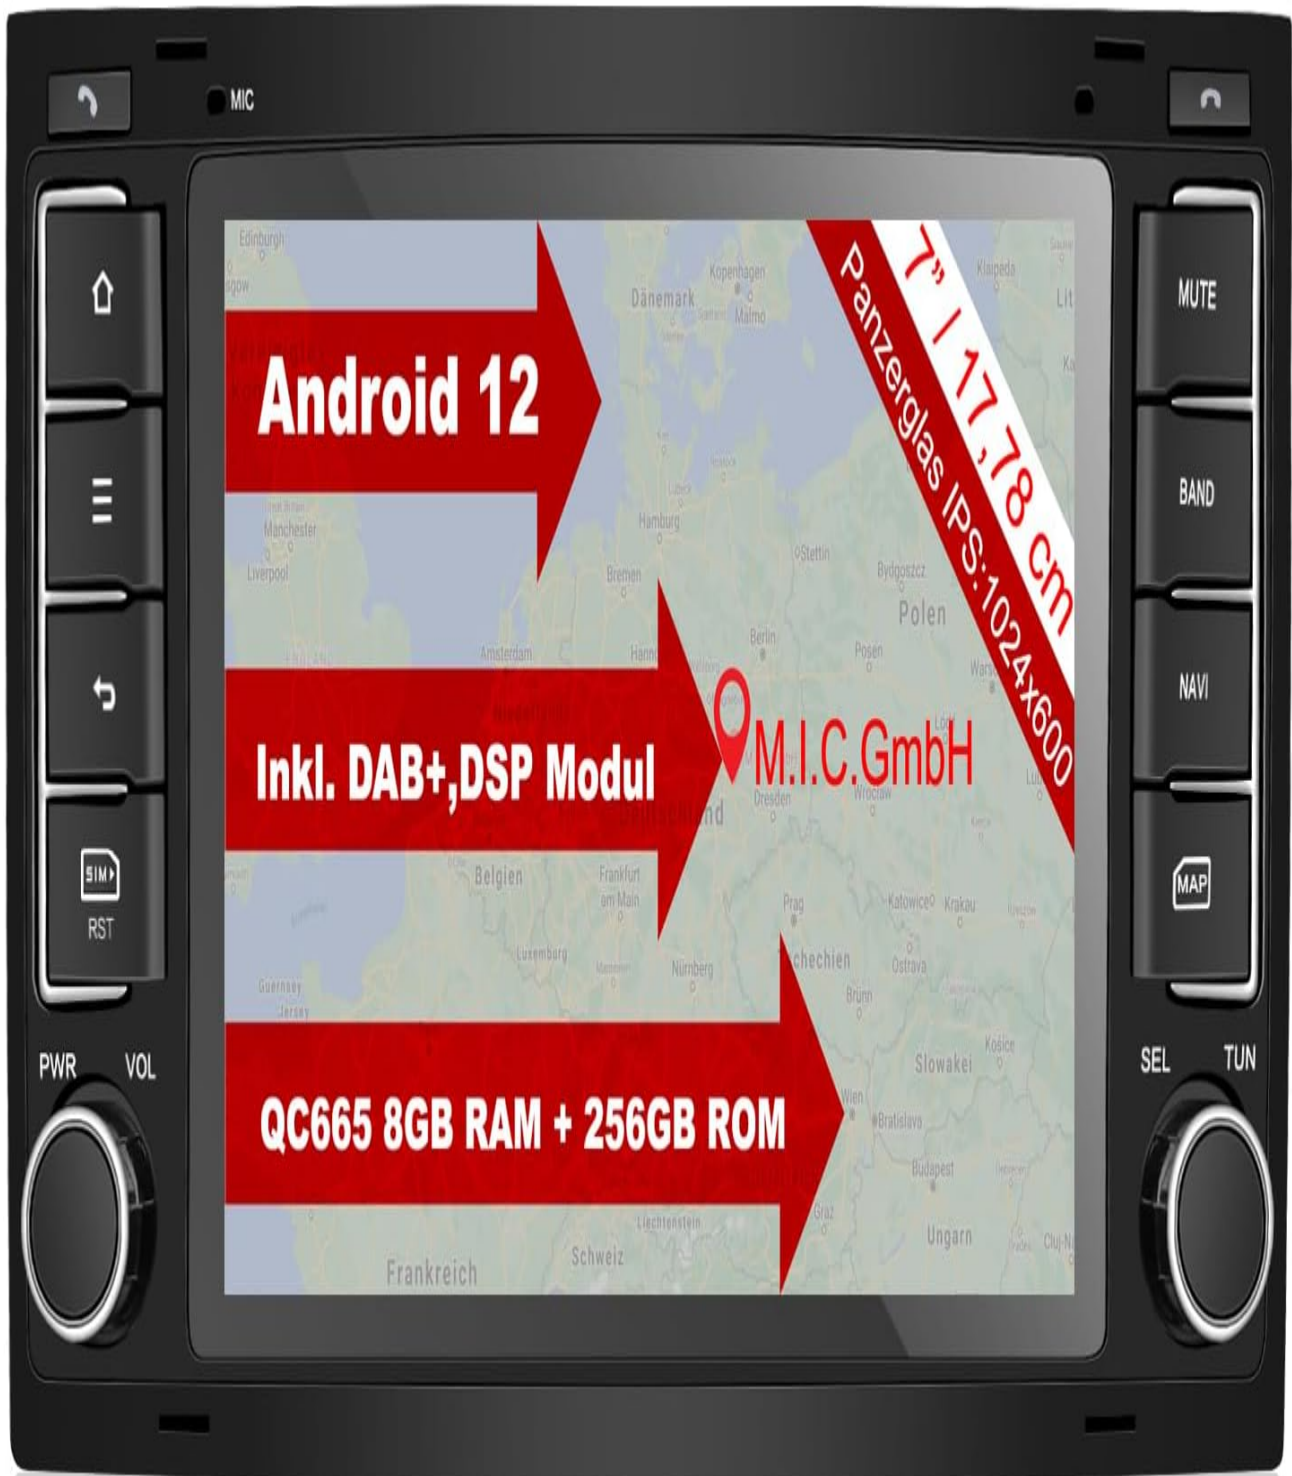 MIC
Edinburgh
Kopenhagen
Klaipeda
Dänemark
Malmö
7" | 17,78 cm
Panzerglas IPS:1024x600
MUTE
Android 12
BAND
Hamburg
Manchester
Stettin
Liverpool
Bremen
Bydgoszcz
Polen
Berlin
Amsterdam
Posen
NAVI
Inkl. DAB+,DSP Modul
M.I.C.GmbH
Dresden
Wrocław
SIM
RST
MAP
Belgien
Frankfurt
am Main
Prag
Katowice
Krakau
Luxemburg
Nürnberg
Ostrava
Guernsey
Jersey
Brünn
PWR VOL
SEL TUN
Slowakei
Košice
QC665 8GB RAM + 256GB ROM
Wien
Bratislava
Budapest
Graz
Liechtenstein
Ungarn
Schweiz
Frankreich